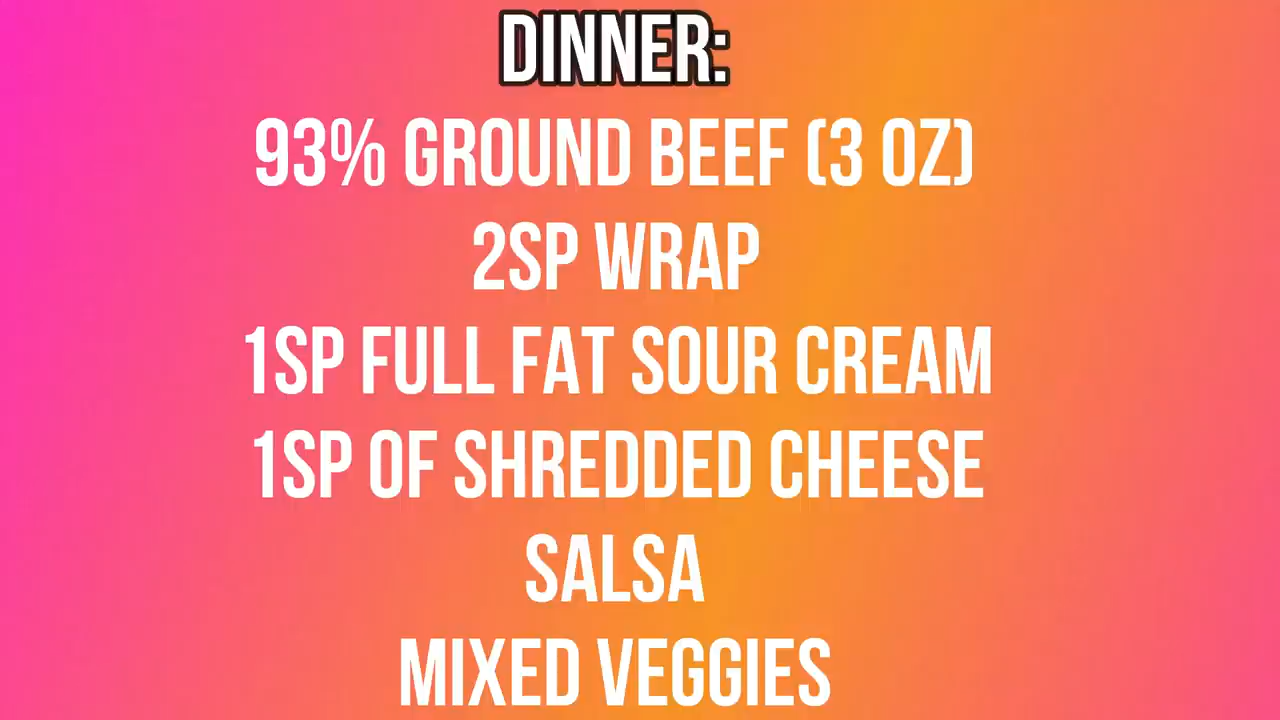 DINNER:
93% GROUND BEEF (3 OZ)
2SP WRAP
1SP FULL FAT SOUR CREAM
1SP OF SHREDDED CHEESE
SALSA
MIXED VEGGIES